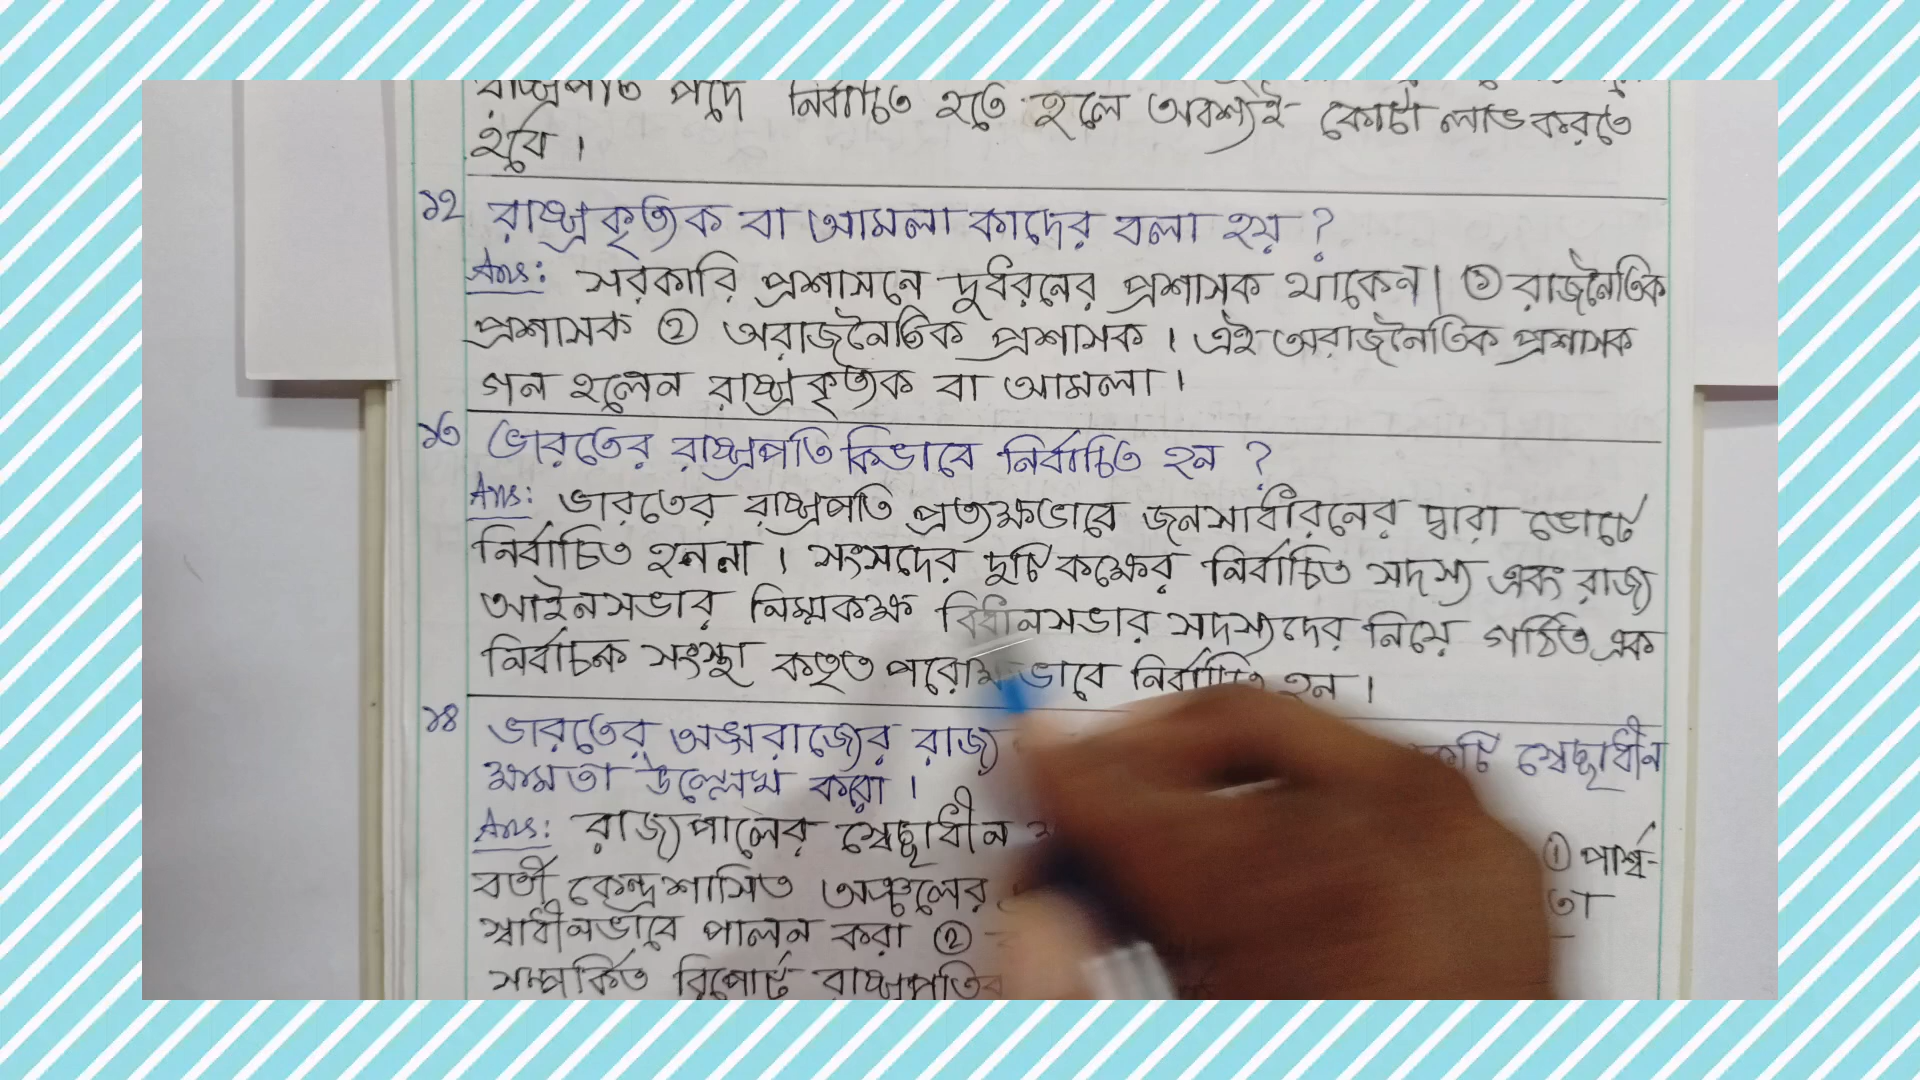 রাষ্ট্রপতি পদে নির্বাচিত হতে হলে অবশ্যই কোটা লাভ করতে
হবে।
১২ রাষ্ট্রকৃত্যক বা আমলা কাদের বলা হয়?
Ans: সরকারি প্রশাসনে দুধরনের প্রশাসক থাকেন। ① রাজনৈতিক
প্রশাসক ② অরাজনৈতিক প্রশাসক। এই অরাজনৈতিক প্রশাসক
গন হলেন রাষ্ট্রকৃত্যক বা আমলা।
১৩ ভারতের রাষ্ট্রপতি কিভাবে নির্বাচিত হন?
Ans: ভারতের রাষ্ট্রপতি প্রত্যক্ষভাবে জনসাধারনের দ্বারা ভোটে
নির্বাচিত হননা। সংসদের দুটি কক্ষের নির্বাচিত সদস্য এবং রাজ্য
আইনসভার নিম্নকক্ষ বিধানসভার সদস্যদের নিয়ে গঠিত এক
নির্বাচক সংস্থা কতৃত পরোক্ষভাবে নির্বাচিত হন।
১৪ ভারতের অঙ্গরাজ্যের রাজ্য স্বেচ্ছাধীন
ক্ষমতা উল্লেখ করো।
Ans: রাজ্যপালের স্বেচ্ছাধীন ① পার্শ্ব-
বর্তী কেন্দ্রশাসিত অঞ্চলের
স্বাধীনভাবে পালন করা ②
সম্পর্কিত রিপোর্ট রাষ্ট্রপতির